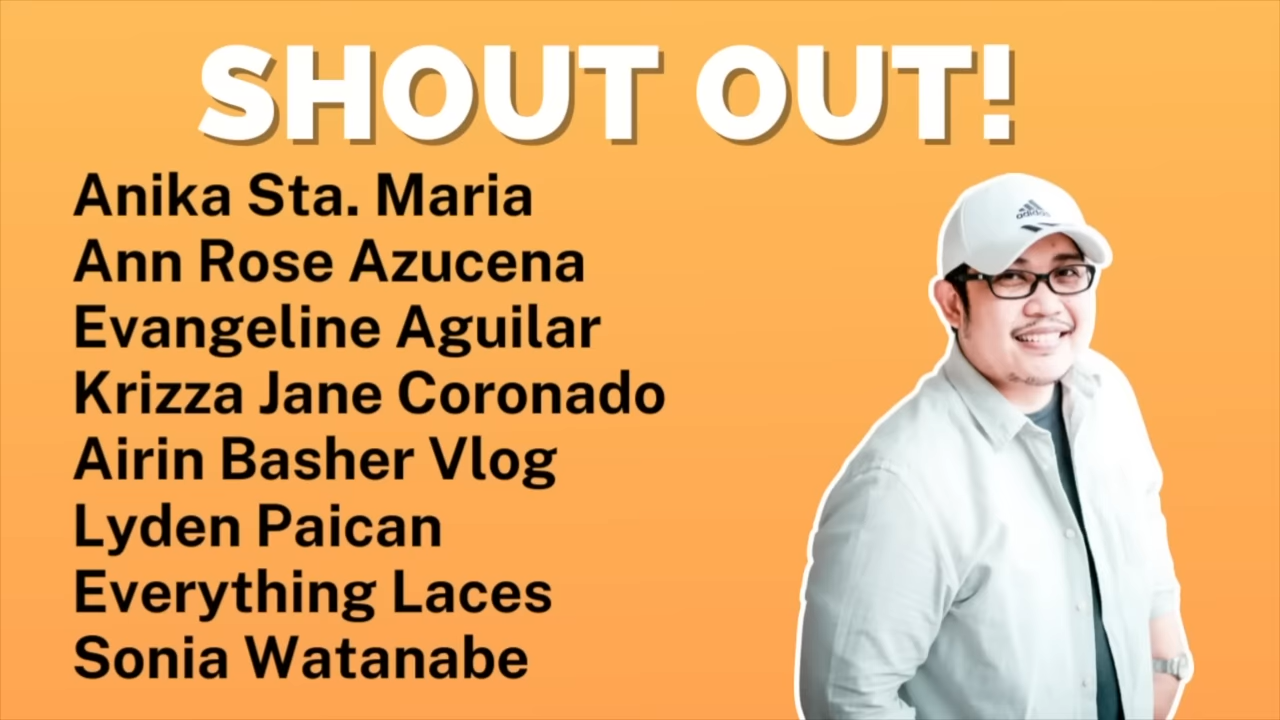 SHOUT OUT!
Anika Sta. Maria
Ann Rose Azucena
Evangeline Aguilar
Krizza Jane Coronado
Airin Basher Vlog
Lyden Paican
Everything Laces
Sonia Watanabe
adidas